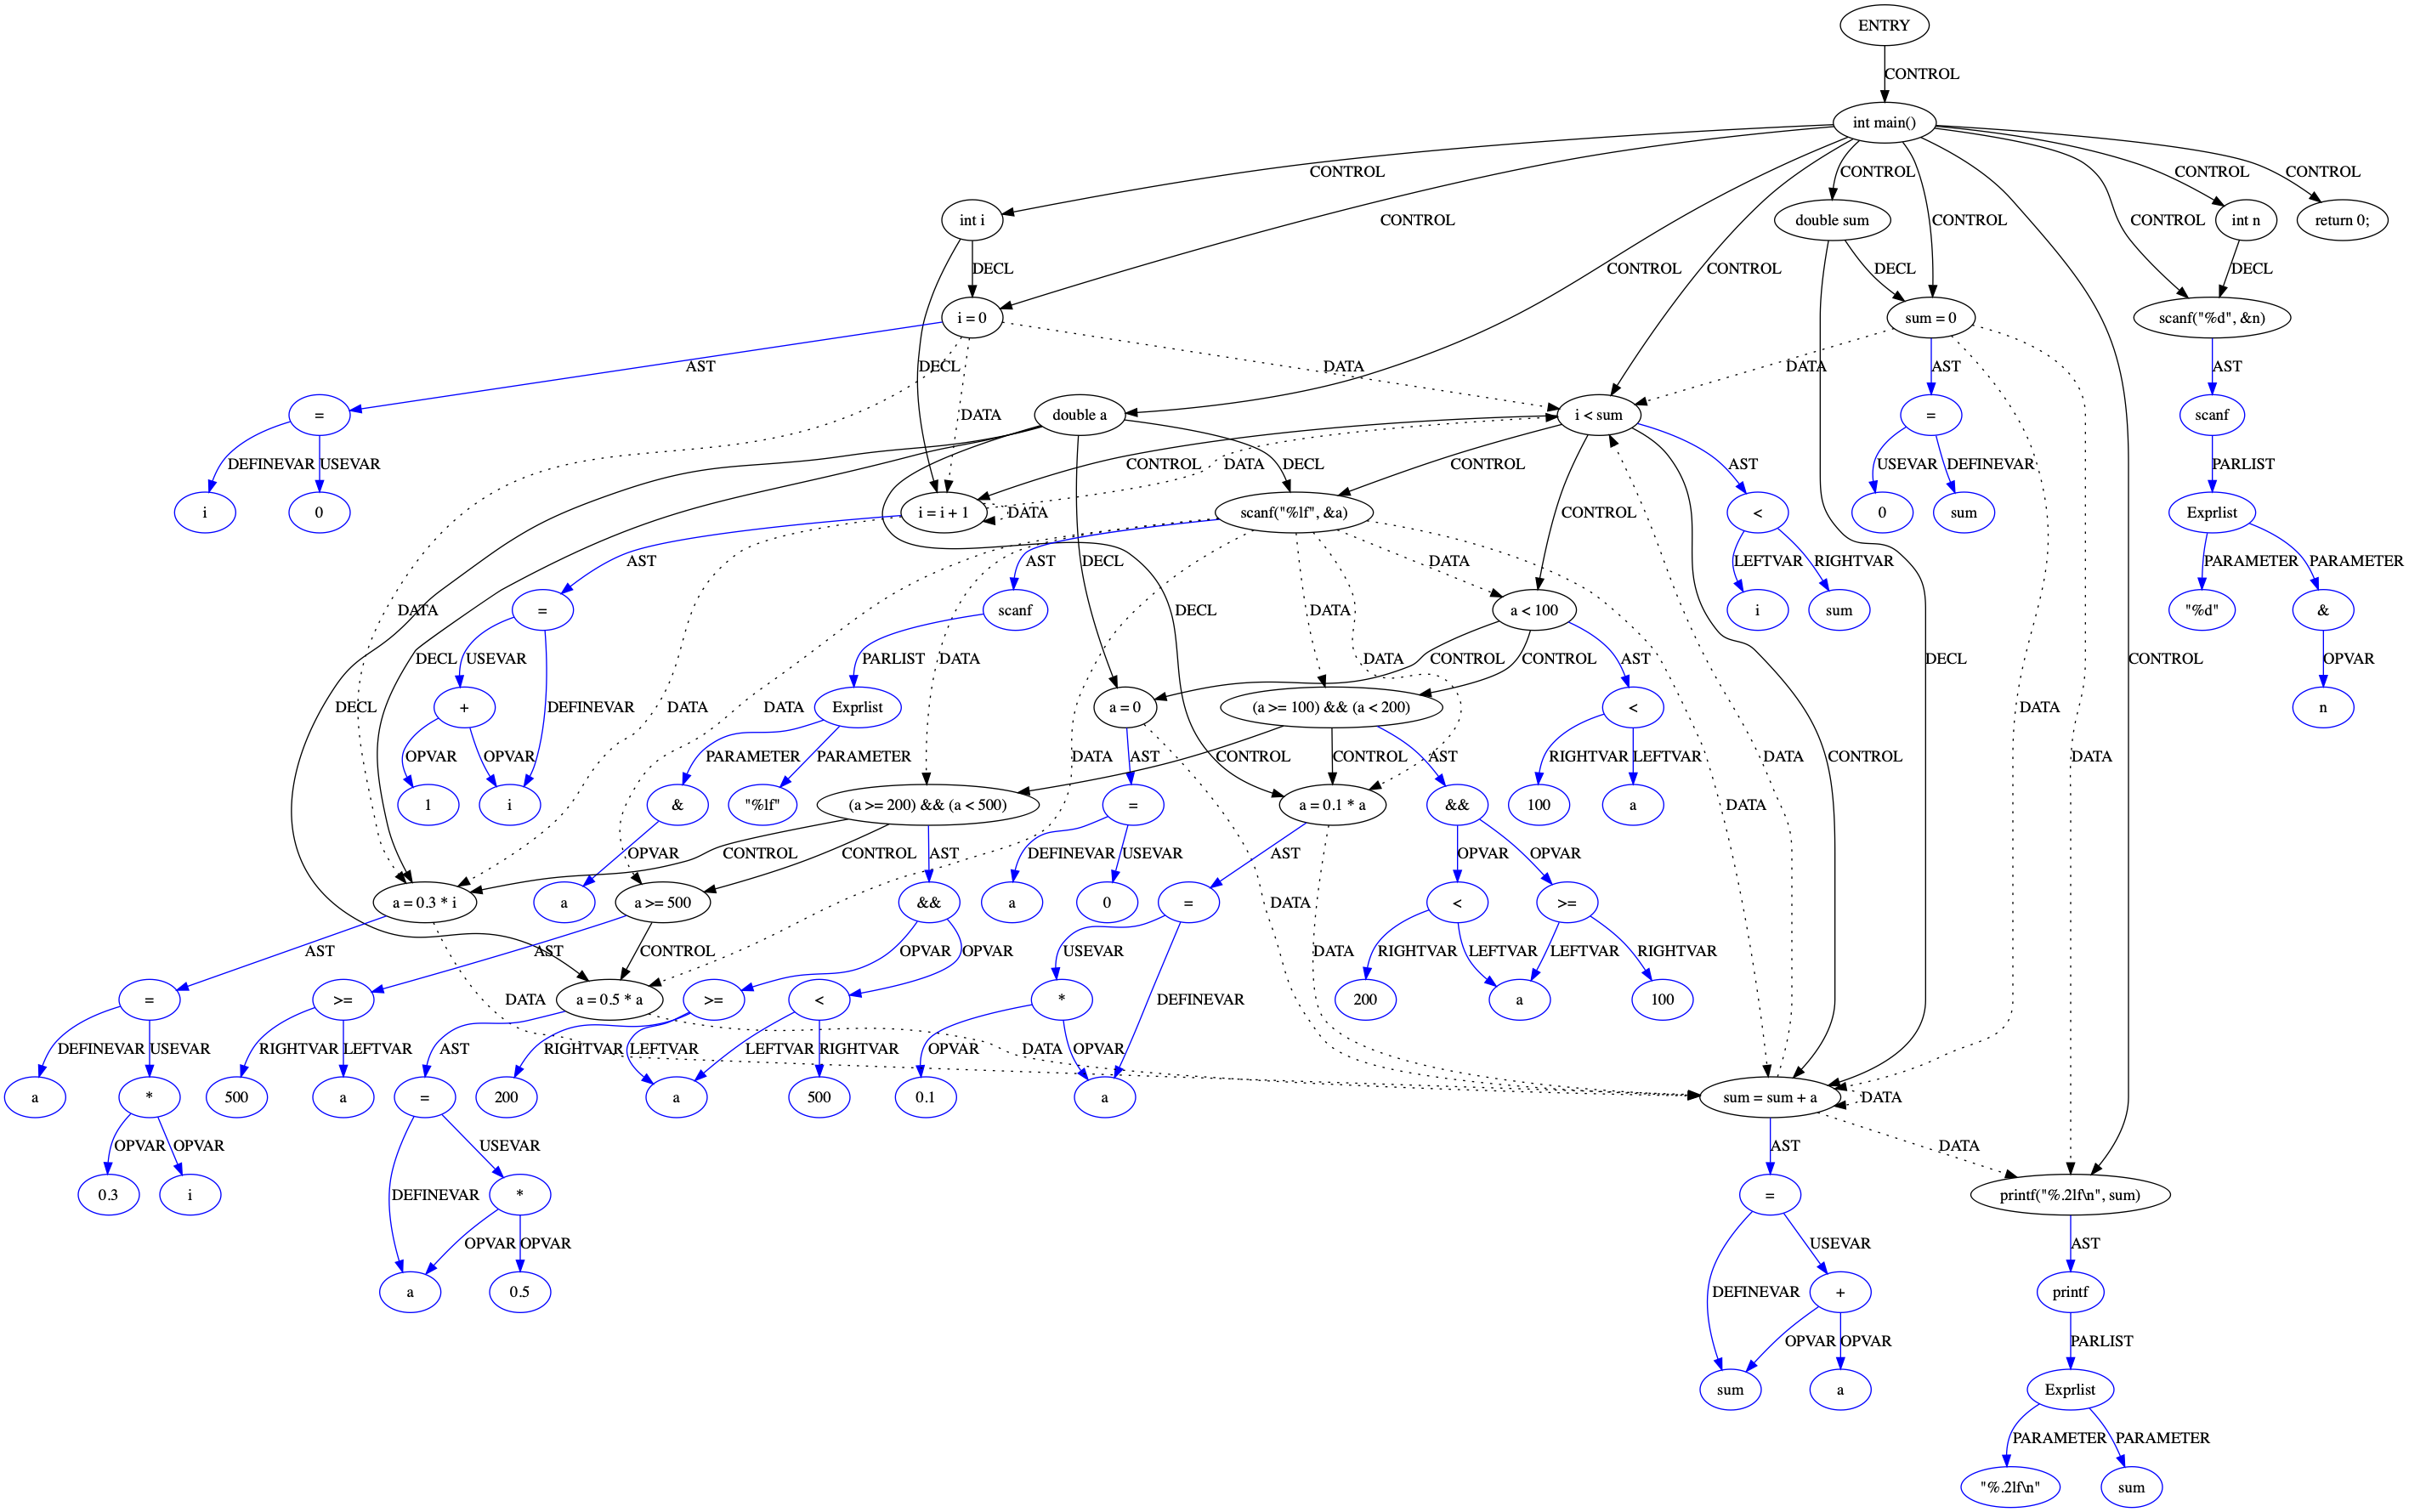 ENTRY
CONTROL
int main()
CONTROL CONTROL CONTROL CONTROL
int i double sum int n return 0;
CONTROL CONTROL CONTROL
DECL CONTROL CONTROL DECL DECL
i = 0 sum = 0 scanf("%d", &n)
AST DECL DATA DATA AST AST
= DATA double a i < sum = scanf
DEFINEVAR USEVAR CONTROL DATA DECL CONTROL AST USEVAR DEFINEVAR PARLIST
i 0 i = i + 1 DATA scanf("%lf", &a) CONTROL < 0 sum Exprlist
AST AST DECL DATA LEFTVAR RIGHTVAR PARAMETER PARAMETER
= DATA scanf DECL DATA a < 100 i sum "%d" &
DECL USEVAR PARLIST DATA DATA CONTROL CONTROL AST DECL CONTROL OPVAR
DECL + DEFINEVAR DATA DATA Exprlist a = 0 (a >= 100) && (a < 200) < DATA n
OPVAR OPVAR PARAMETER PARAMETER DATA AST CONTROL CONTROL AST RIGHTVAR LEFTVAR DATA CONTROL DATA
1 i & "%lf" (a >= 200) && (a < 500) = a = 0.1 * a && 100 a DATA
OPVAR CONTROL CONTROL AST DEFINEVAR USEVAR AST OPVAR OPVAR
a = 0.3 * i a a >= 500 && a 0 = DATA < >=
AST AST CONTROL OPVAR OPVAR USEVAR DATA RIGHTVAR LEFTVAR LEFTVAR RIGHTVAR
= >= DATA a = 0.5 * a >= < * DEFINEVAR 200 a 100
DEFINEVAR USEVAR RIGHTVAR LEFTVAR AST RIGHTVAR LEFTVAR LEFTVAR RIGHTVAR OPVAR DATA OPVAR
a * 500 a = 200 a 500 0.1 a sum = sum + a DATA
OPVAR OPVAR DEFINEVAR USEVAR AST DATA
0.3 i * = printf("%.2lf\n", sum)
OPVAR OPVAR DEFINEVAR USEVAR AST
a 0.5 + printf
OPVAR OPVAR PARLIST
sum a Exprlist
PARAMETER PARAMETER
"%.2lf\n" sum